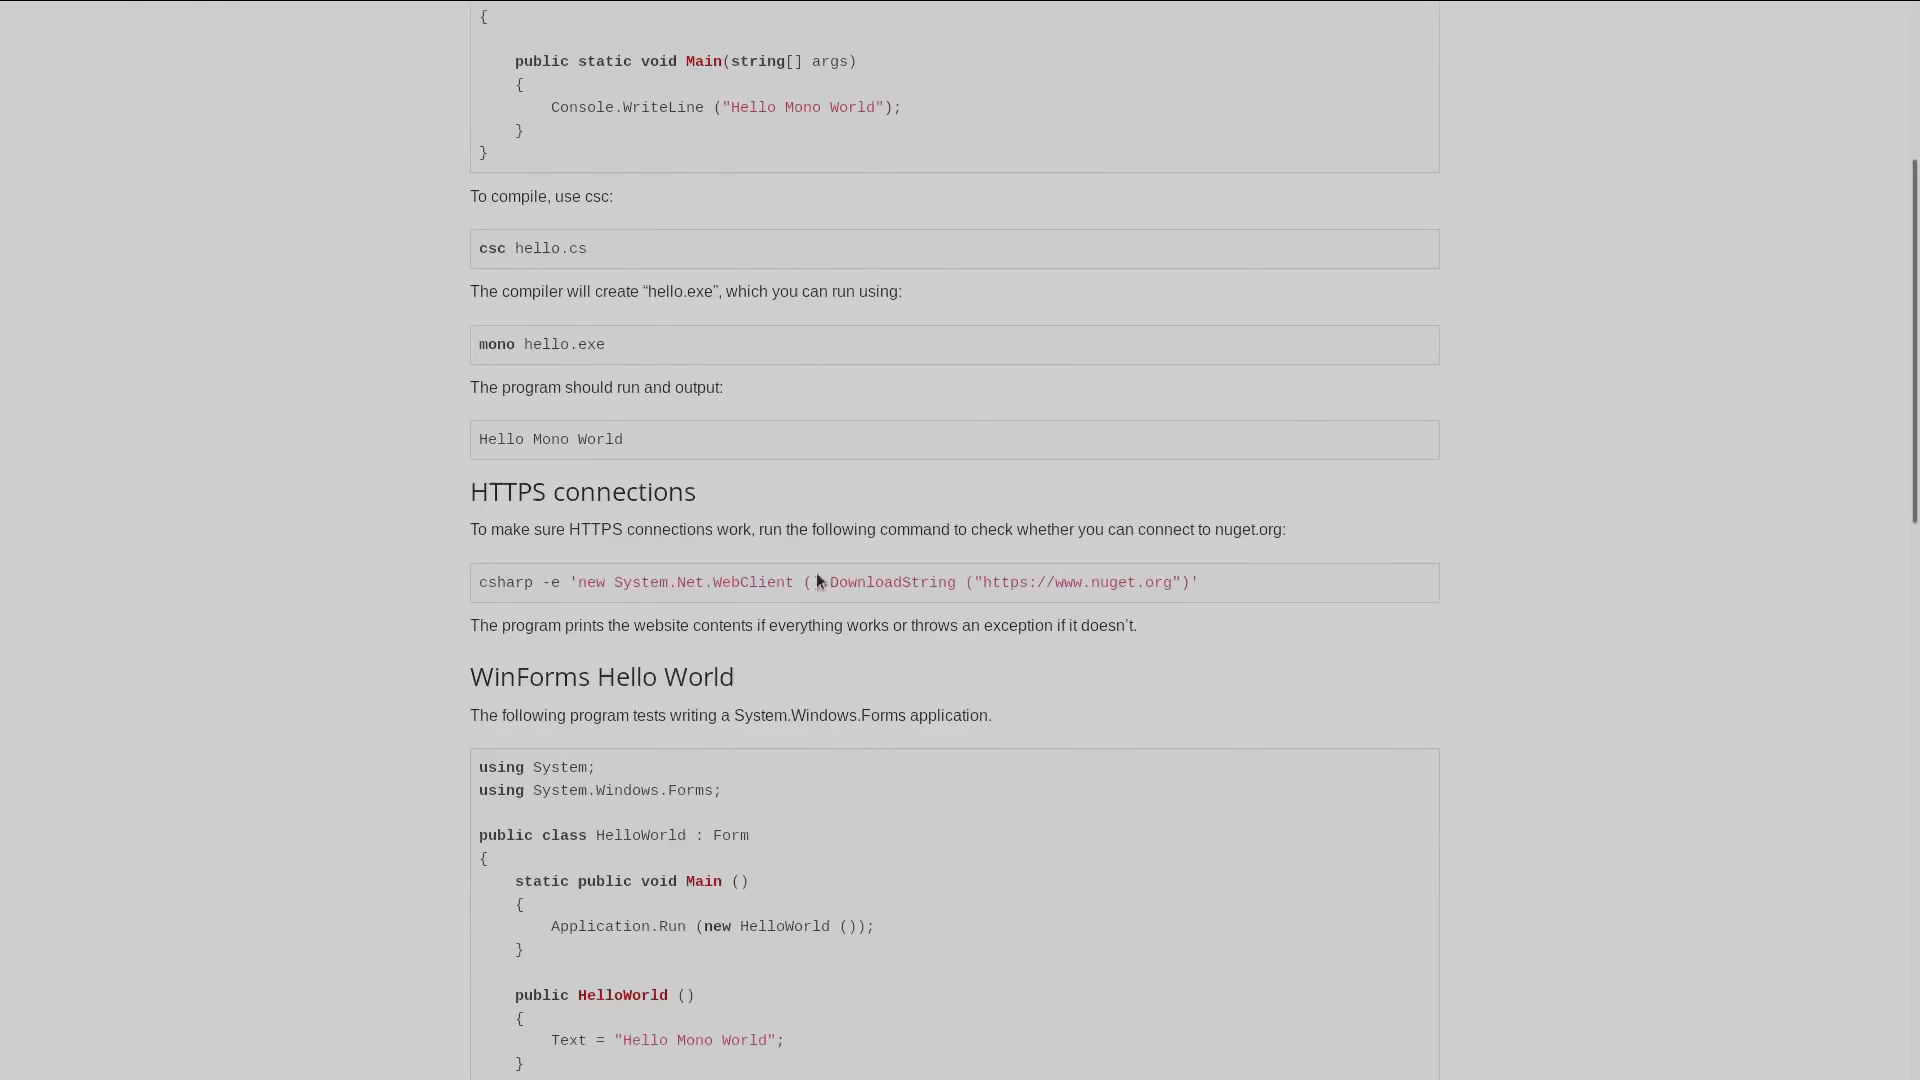 {
public static void Main(string[] args)
{
Console.WriteLine ("Hello Mono World");
}
}
To compile, use csc:
csc hello.cs
The compiler will create “hello.exe”, which you can run using:
mono hello.exe
The program should run and output:
Hello Mono World
HTTPS connections
To make sure HTTPS connections work, run the following command to check whether you can connect to nuget.org:
csharp -e 'new System.Net.WebClient ().DownloadString ("https://www.nuget.org")'
The program prints the website contents if everything works or throws an exception if it doesn’t.
WinForms Hello World
The following program tests writing a System.Windows.Forms application.
using System;
using System.Windows.Forms;
public class HelloWorld : Form
{
static public void Main ()
{
Application.Run (new HelloWorld ());
}
public HelloWorld ()
{
Text = "Hello Mono World";
}